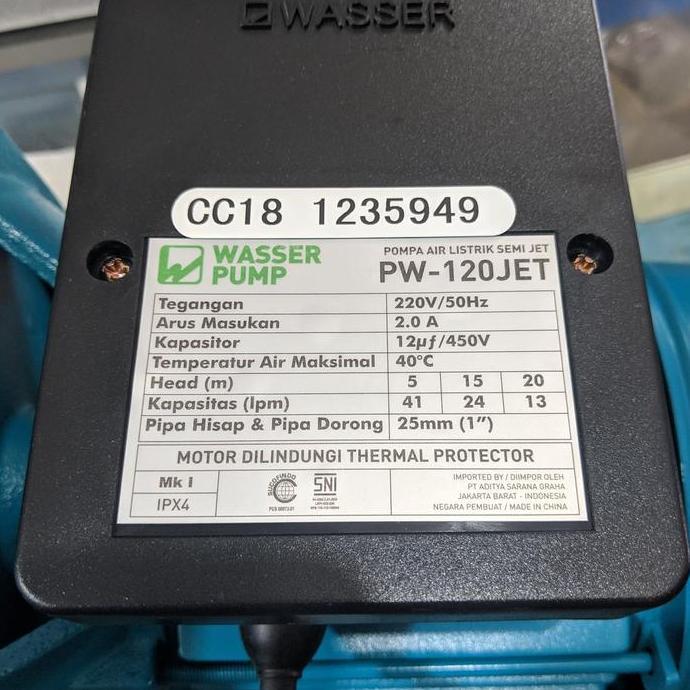 WASSER
CC18 1235949
WASSER PUMP
POMPA AIR LISTRIK SEMI JET
PW-120JET
Tegangan 220V/50Hz
Arus Masukan 2.0 A
Kapasitor 12µf/450V
Temperatur Air Maksimal 40°C
Head (m) 5 15 20
Kapasitas (lpm) 41 24 13
Pipa Hisap & Pipa Dorong 25mm (1")
MOTOR DILINDUNGI THERMAL PROTECTOR
Mk I
IPX4
SUCOFINDO
SNI
IMPORTED BY / DIIMPOR OLEH
PT ADITYA SARANA GRAHA
JAKARTA BARAT - INDONESIA
NEGARA PEMBUAT / MADE IN CHINA